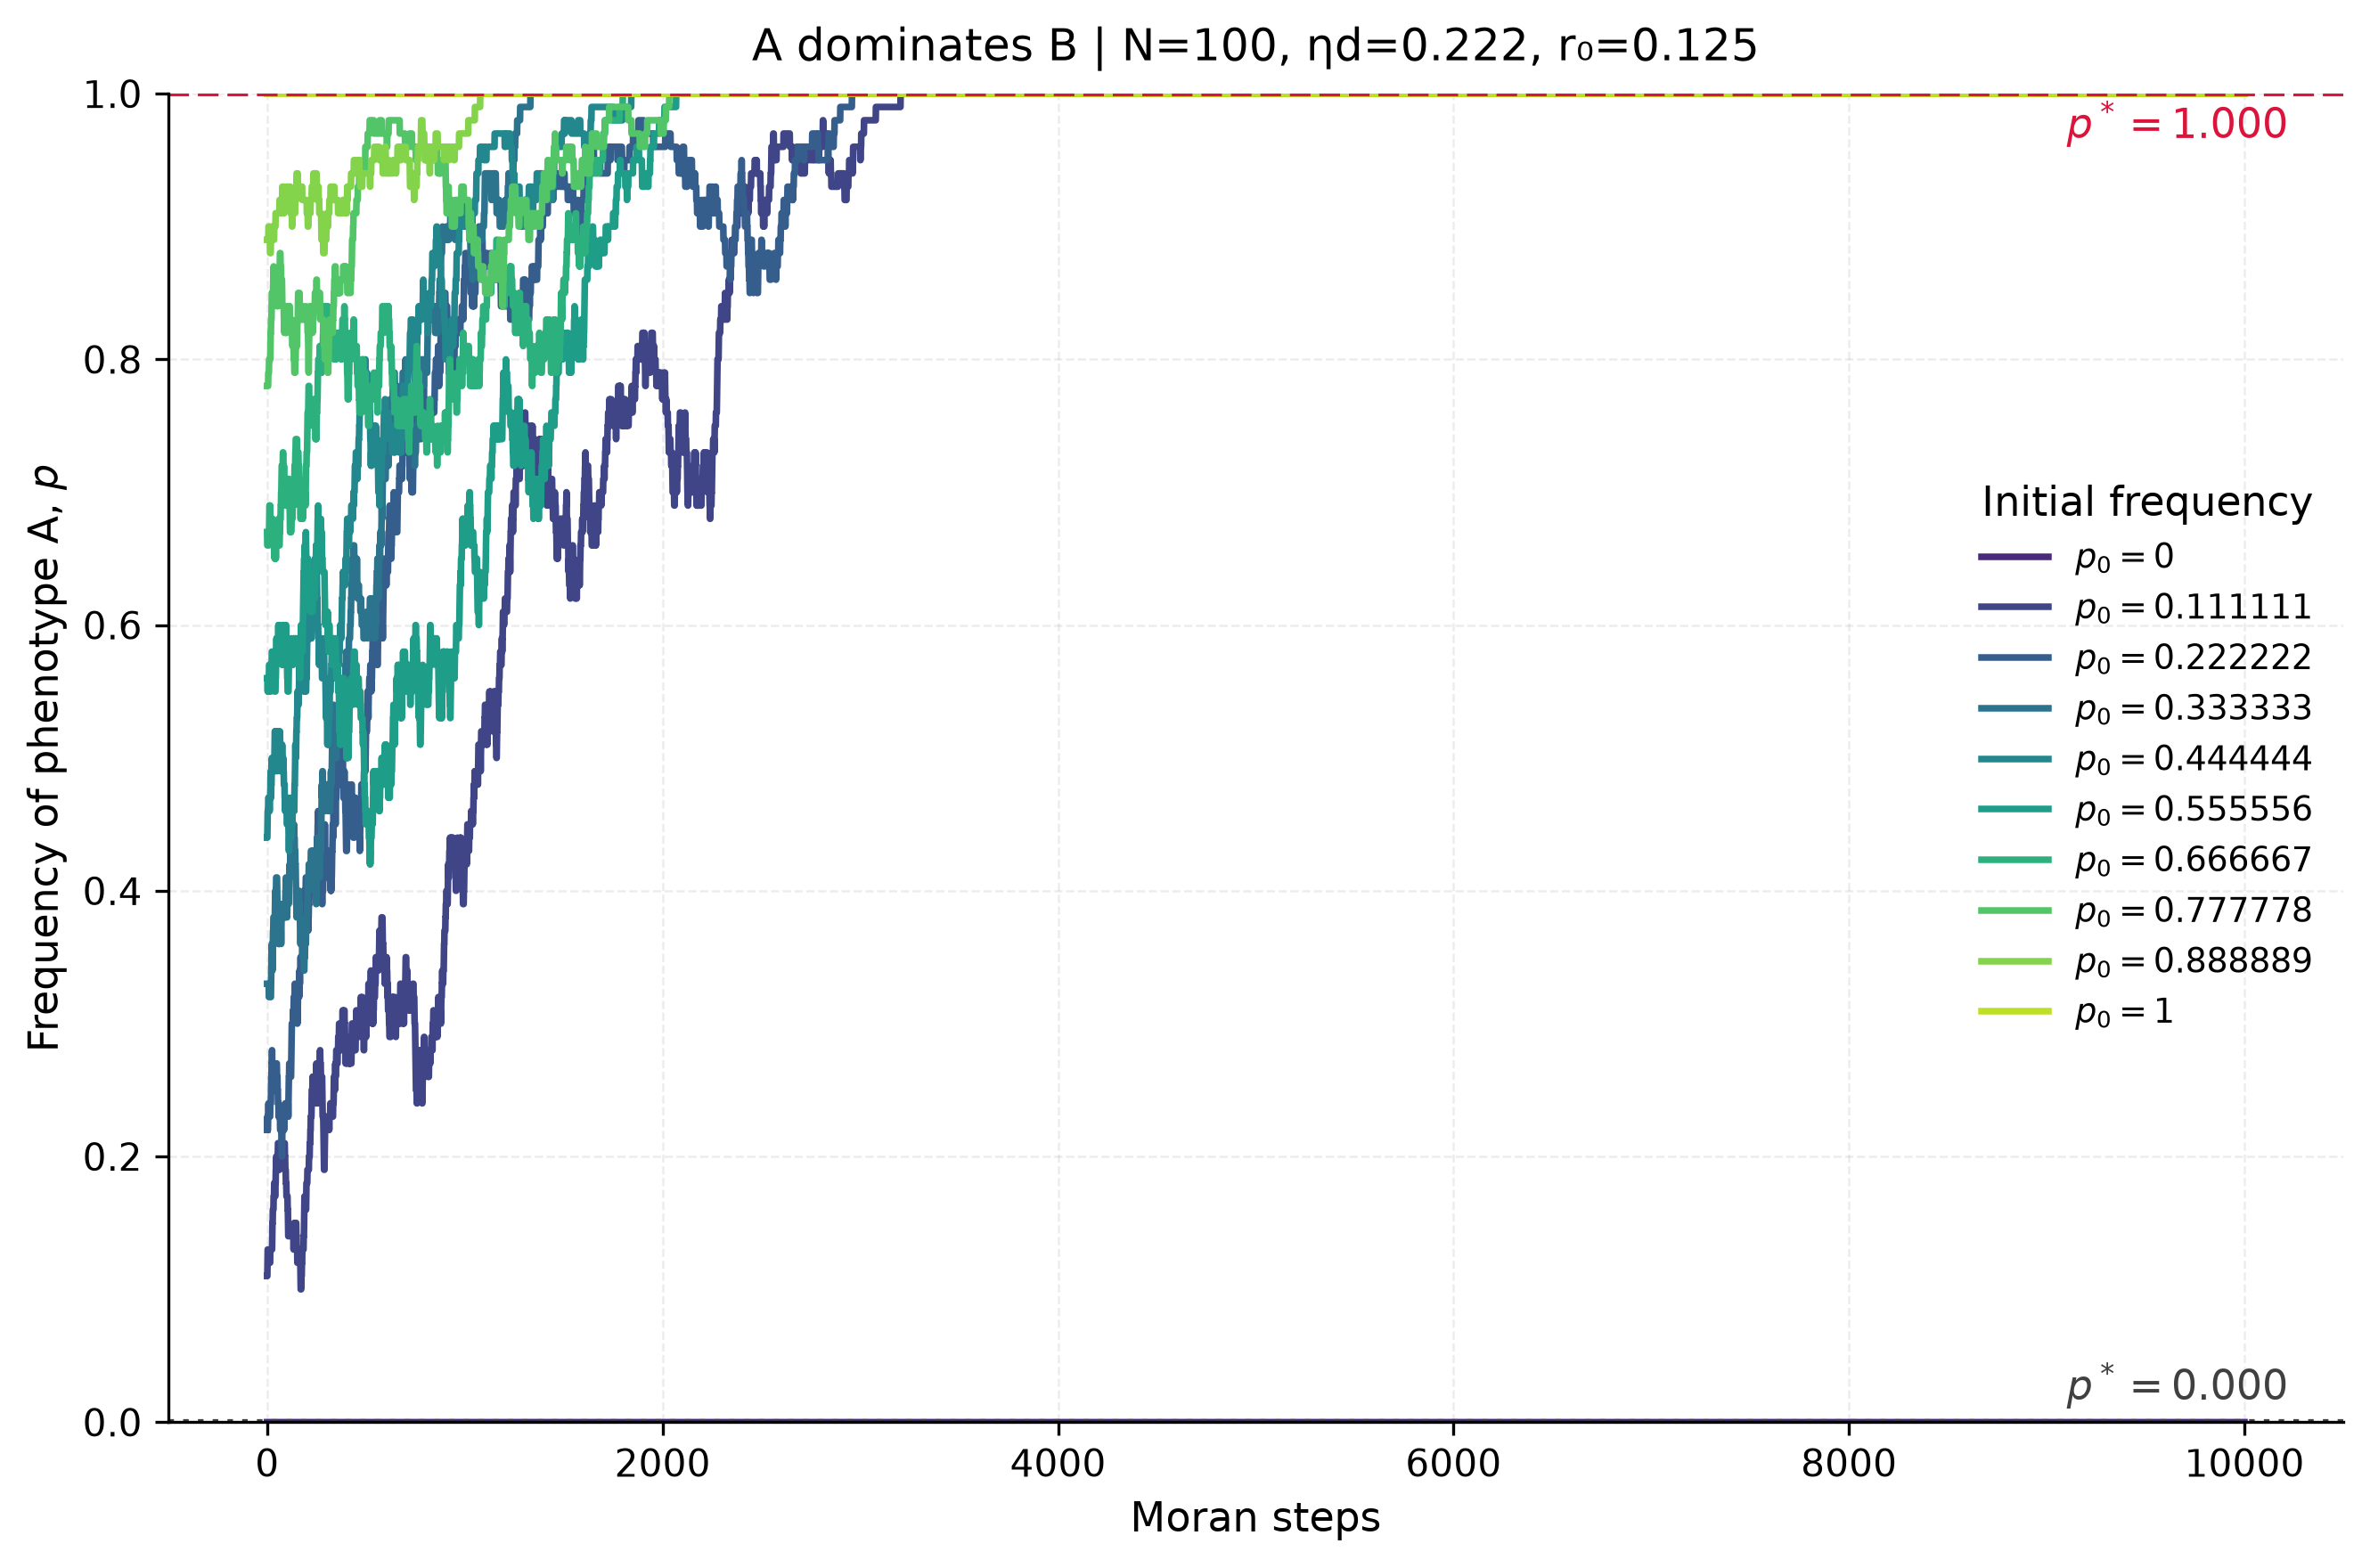 A dominates B | N=100, ηd=0.222, r₀=0.125
Frequency of phenotype A, p
1.0
0.8
0.6
0.4
0.2
0.0
p* = 1.000
Initial frequency
p₀ = 0
p₀ = 0.111111
p₀ = 0.222222
p₀ = 0.333333
p₀ = 0.444444
p₀ = 0.555556
p₀ = 0.666667
p₀ = 0.777778
p₀ = 0.888889
p₀ = 1
p* = 0.000
0 2000 4000 6000 8000 10000
Moran steps